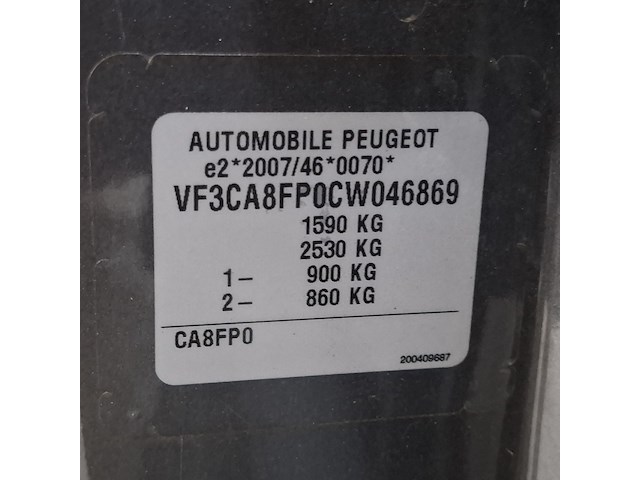 AUTOMOBILE PEUGEOT
e2*2007/46*0070*
VF3CA8FP0CW046869
1590 KG
2530 KG
1– 900 KG
2– 860 KG
CA8FP0
200409687